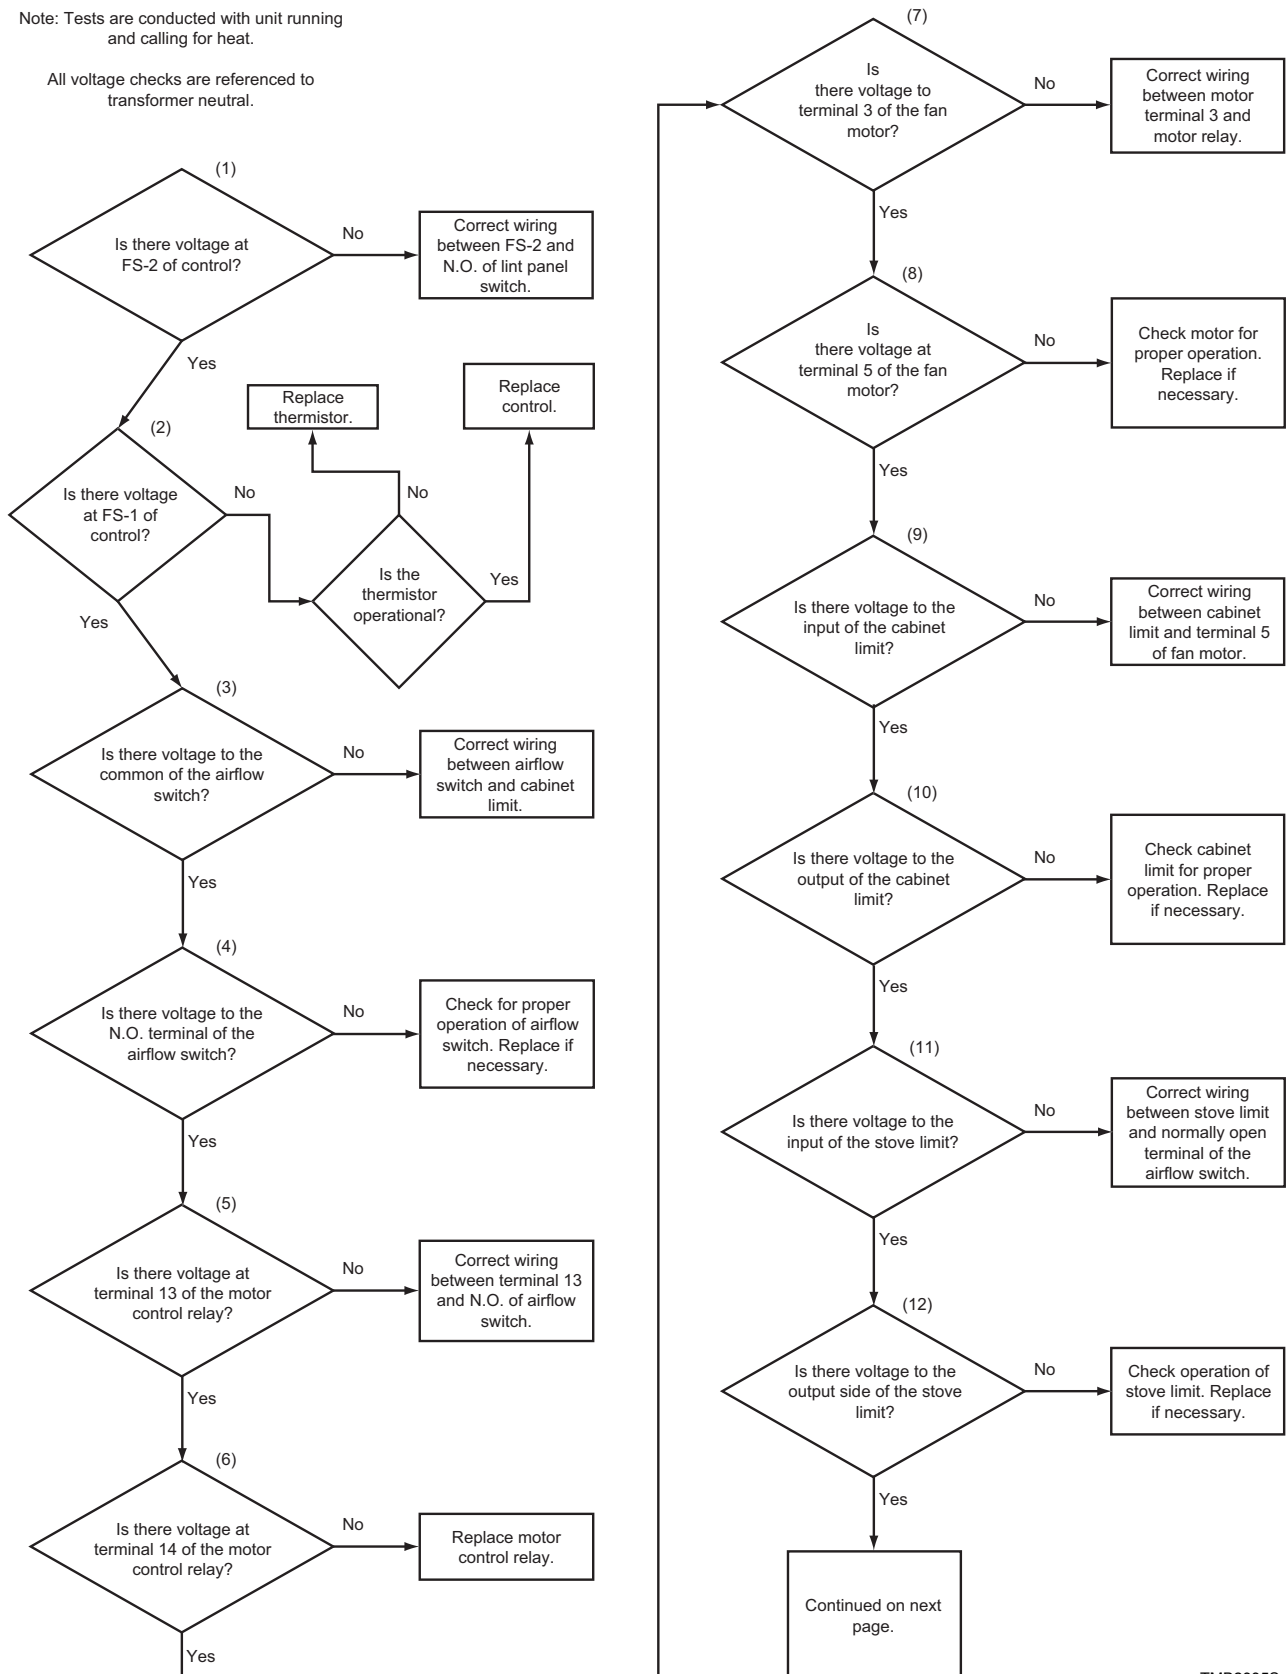 Note: Tests are conducted with unit running
and calling for heat.
All voltage checks are referenced to
transformer neutral.
(1)
Is there voltage at
FS-2 of control?
No
Correct wiring
between FS-2 and
N.O. of lint panel
switch.
Yes
(2)
Is there voltage
at FS-1 of
control?
No
Replace
thermistor.
Replace
control.
No
Is the
thermistor
operational?
Yes
Yes
(3)
Is there voltage to the
common of the airflow
switch?
No
Correct wiring
between airflow
switch and cabinet
limit.
Yes
(4)
Is there voltage to the
N.O. terminal of the
airflow switch?
No
Check for proper
operation of airflow
switch. Replace if
necessary.
Yes
(5)
Is there voltage at
terminal 13 of the motor
control relay?
No
Correct wiring
between terminal 13
and N.O. of airflow
switch.
Yes
(6)
Is there voltage at
terminal 14 of the motor
control relay?
No
Replace motor
control relay.
Yes
(7)
Is
there voltage to
terminal 3 of the fan
motor?
No
Correct wiring
between motor
terminal 3 and
motor relay.
Yes
(8)
Is
there voltage at
terminal 5 of the fan
motor?
No
Check motor for
proper operation.
Replace if
necessary.
Yes
(9)
Is there voltage to the
input of the cabinet
limit?
No
Correct wiring
between cabinet
limit and terminal 5
of fan motor.
Yes
(10)
Is there voltage to the
output of the cabinet
limit?
No
Check cabinet
limit for proper
operation. Replace
if necessary.
Yes
(11)
Is there voltage to the
input of the stove limit?
No
Correct wiring
between stove limit
and normally open
terminal of the
airflow switch.
Yes
(12)
Is there voltage to the
output side of the stove
limit?
No
Check operation of
stove limit. Replace
if necessary.
Yes
Continued on next
page.